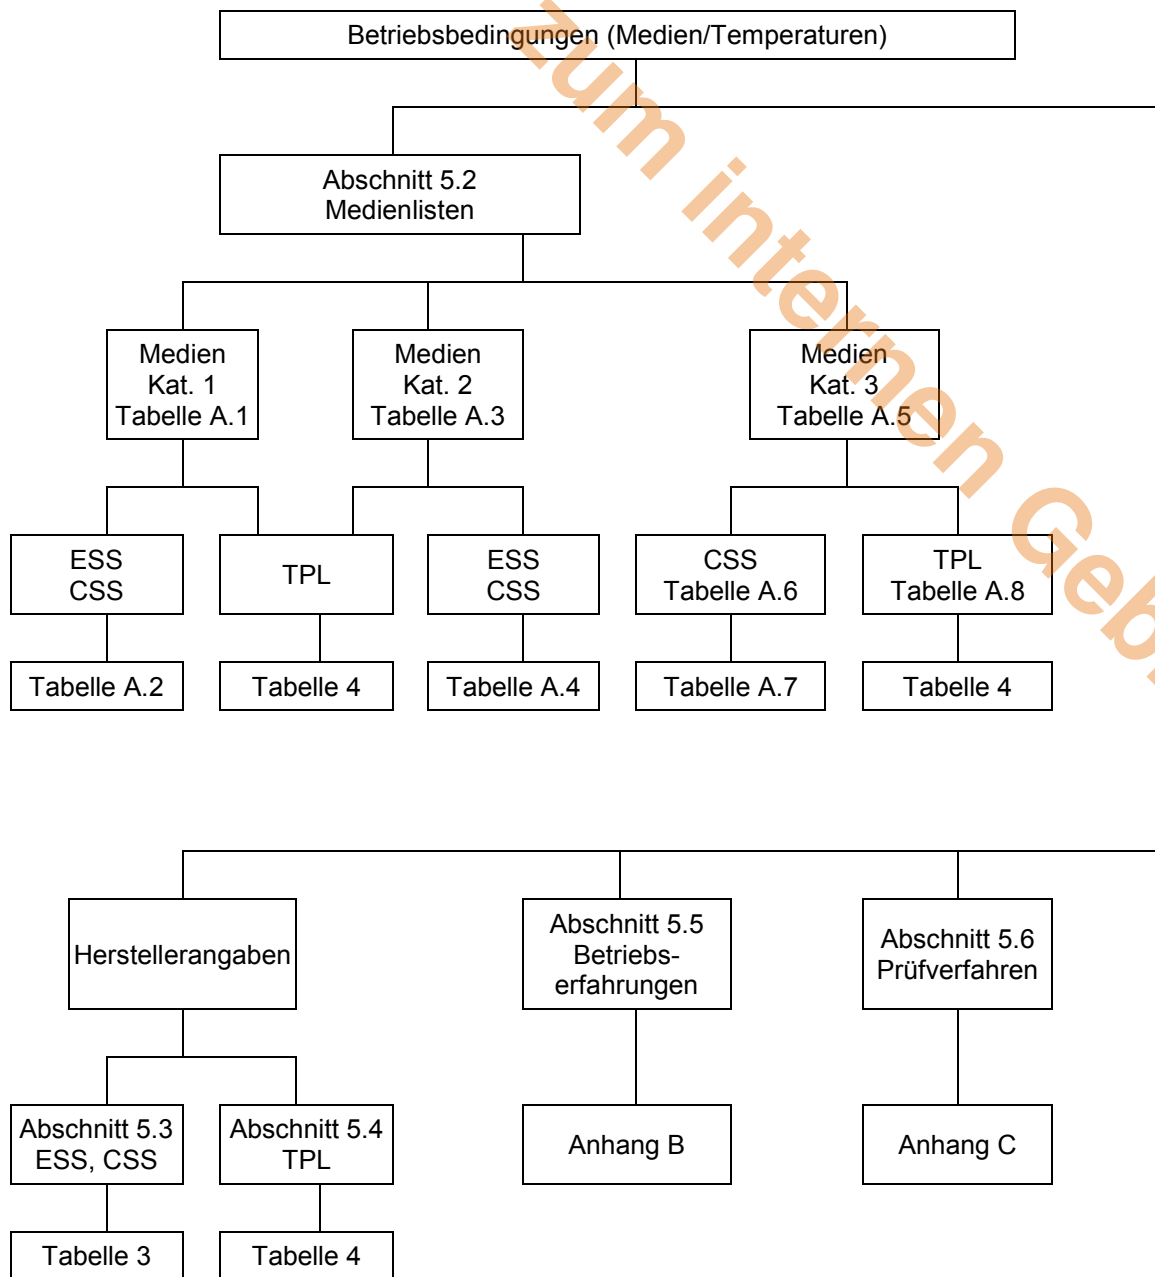 Betriebsbedingungen (Medien/Temperaturen)
Abschnitt 5.2
Medienlisten
Medien
Kat. 1
Tabelle A.1
Medien
Kat. 2
Tabelle A.3
Medien
Kat. 3
Tabelle A.5
ESS
CSS
TPL
ESS
CSS
CSS
Tabelle A.6
TPL
Tabelle A.8
Tabelle A.2
Tabelle 4
Tabelle A.4
Tabelle A.7
Tabelle 4
Herstellerangaben
Abschnitt 5.5
Betriebs-
erfahrungen
Abschnitt 5.6
Prüfverfahren
Abschnitt 5.3
ESS, CSS
Abschnitt 5.4
TPL
Anhang B
Anhang C
Tabelle 3
Tabelle 4
zum internen Geb